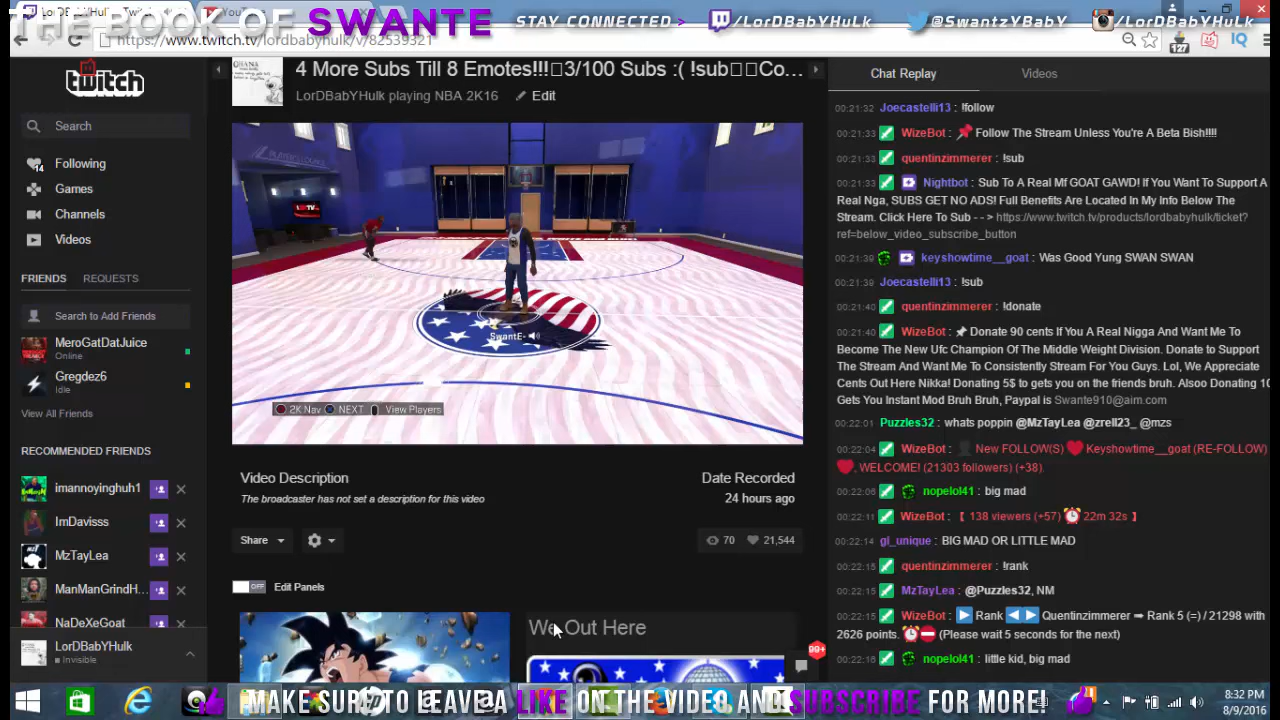 THE BOOK OF SWANTE STAY CONNECTED > /LorDBabyHulk @SwantzYBabY /LorDBabyHulk
https://www.twitch.tv/lordbabyhulk/v/82539321
127
IQ
twitch
Search
14
Following
Games
Channels
Videos
FRIENDS REQUESTS
Search to Add Friends
MeroGatDatJuice
Online
Gregdez6
Idle
View All Friends
RECOMMENDED FRIENDS
imannoyinghuh1
ImDavisss
MzTayLea
ManManGrindH...
NaDeXeGoat
LorDBabYHulk
Invisible
4 More Subs Till 8 Emotes!!!□3/100 Subs :( !sub□□Co...
LorDBabYHulk playing NBA 2K16 Edit
SwantE-
2K Nav NEXT View Players
Video Description
The broadcaster has not set a description for this video
Date Recorded
24 hours ago
Share
70 21,544
OFF Edit Panels
We Out Here
99+
Chat Replay Videos
00:21:32 Joecastelli13 : !follow
00:21:33 WizeBot : Follow The Stream Unless You're A Beta Bish!!!!
00:21:33 quentinzimmerer : !sub
00:21:33 Nightbot : Sub To A Real Mf GOAT GAWD! If You Want To Support A
Real Nga, SUBS GET NO ADS! Full Benefits Are Located In My Info Below The
Stream. Click Here To Sub - - > https://www.twitch.tv/products/lordbabyhulk/ticket?
ref=below_video_subscribe_button
00:21:39 keyshowtime__goat : Was Good Yung SWAN SWAN
00:21:39 Joecastelli13 : !sub
00:21:40 quentinzimmerer : !donate
00:21:40 WizeBot : Donate 90 cents If You A Real Nigga And Want Me To
Become The New Ufc Champion Of The Middle Weight Division. Donate to Support
The Stream And Want Me To Consistently Stream For You Guys. Lol, We Appreciate
Cents Out Here Nikka! Donating 5$ to gets you on the friends bruh. Alsoo Donating 10
Gets You Instant Mod Bruh Bruh, Paypal is Swante910@aim.com
00:22:01 Puzzles32 : whats poppin @MzTayLea @zrell23_ @mzs
00:22:04 WizeBot : New FOLLOW(S) Keyshowtime__goat (RE-FOLLOW)
, WELCOME! (21303 followers) (+38)
00:22:06 nopelol41 : big mad
00:22:11 WizeBot : [ 138 viewers (+57) 22m 32s ]
00:22:14 gl_unique : BIG MAD OR LITTLE MAD
00:22:15 quentinzimmerer : !rank
00:22:15 MzTayLea : @Puzzles32, NM
00:22:15 WizeBot : Rank Quentinzimmerer ➡ Rank 5 (=) / 21298 with
2626 points. (Please wait 5 seconds for the next)
00:22:16 nopelol41 : little kid, big mad
MAKE SURE TO LEAVE A LIKE ON THE VIDEO AND SUBSCRIBE FOR MORE!
8:32 PM
8/9/2016